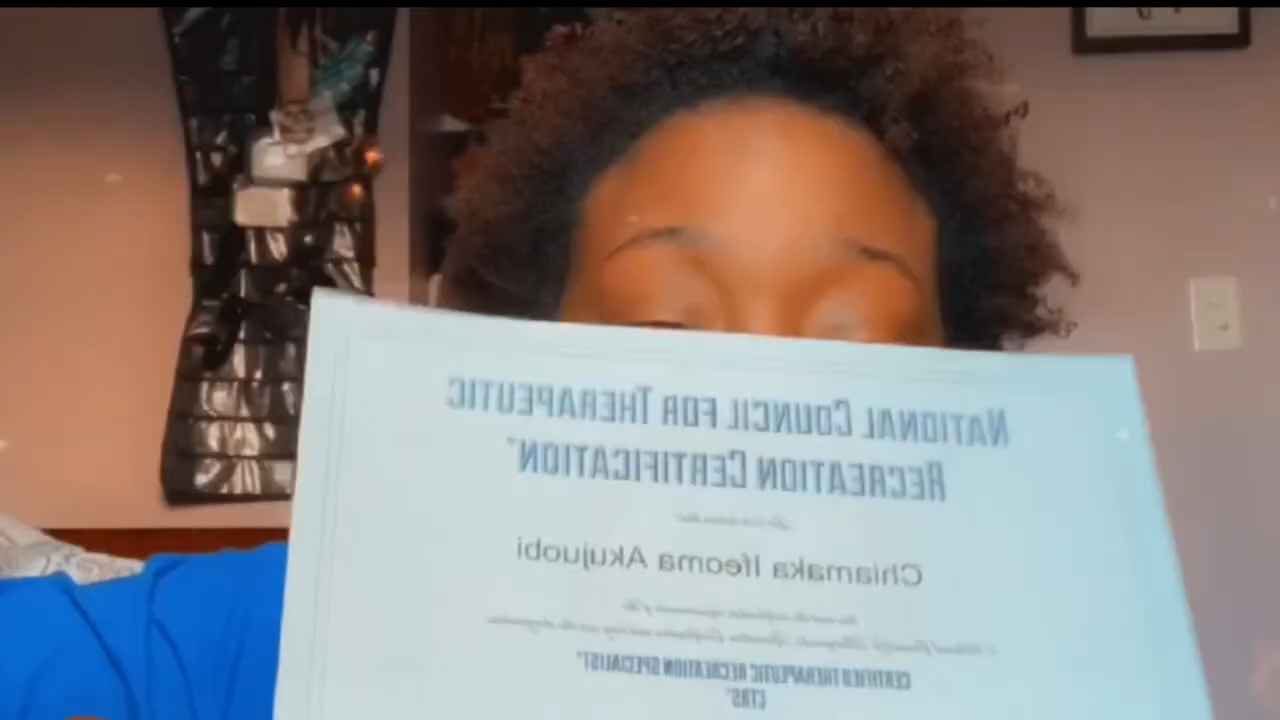 NATIONAL COUNCIL FOR THERAPEUTIC
RECREATION CERTIFICATION®
Chiamaka Ifeoma Akujuobi
CERTIFIED THERAPEUTIC RECREATION SPECIALIST®
CTRS®